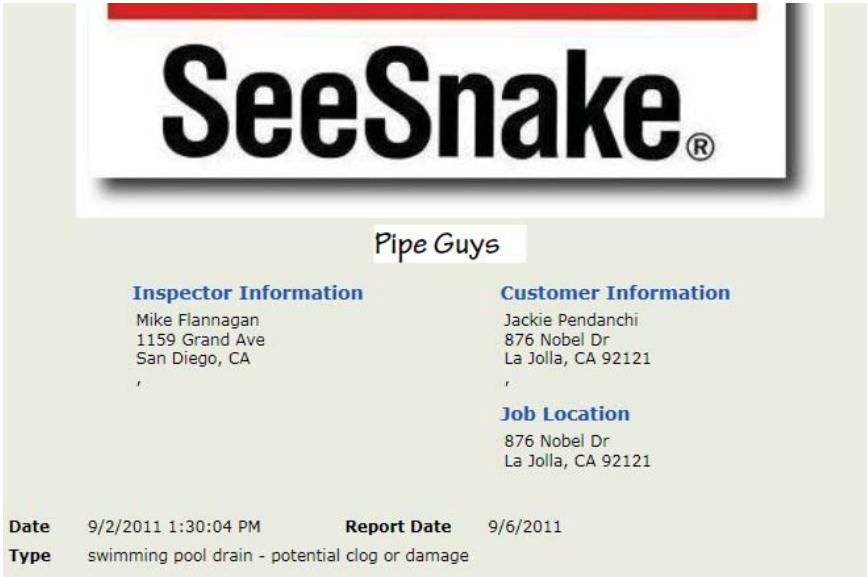 SeeSnake®
Pipe Guys
Inspector Information
Mike Flannagan
1159 Grand Ave
San Diego, CA
,
Customer Information
Jackie Pendanchi
876 Nobel Dr
La Jolla, CA 92121
,
Job Location
876 Nobel Dr
La Jolla, CA 92121
Date 9/2/2011 1:30:04 PM Report Date 9/6/2011
Type swimming pool drain - potential clog or damage